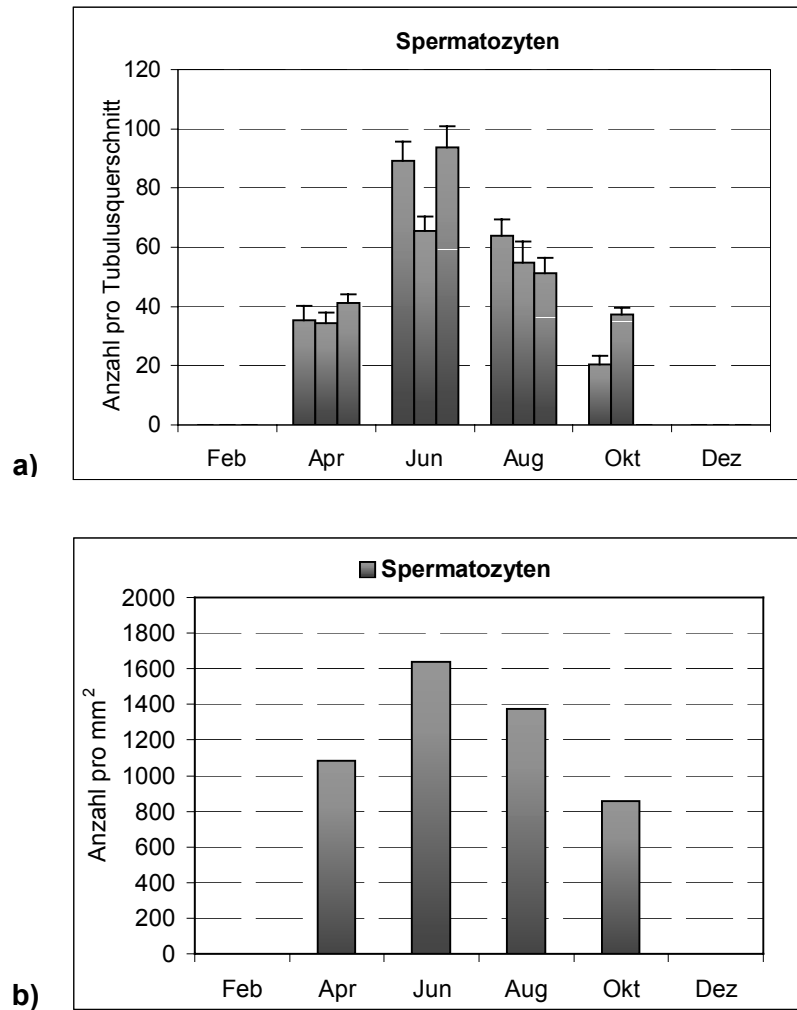 Spermatozyten
Anzahl pro Tubulusquerschnitt
120
100
80
60
40
20
0
Feb Apr Jun Aug Okt Dez
a)
Spermatozyten
Anzahl pro mm²
2000
1800
1600
1400
1200
1000
800
600
400
200
0
Feb Apr Jun Aug Okt Dez
b)